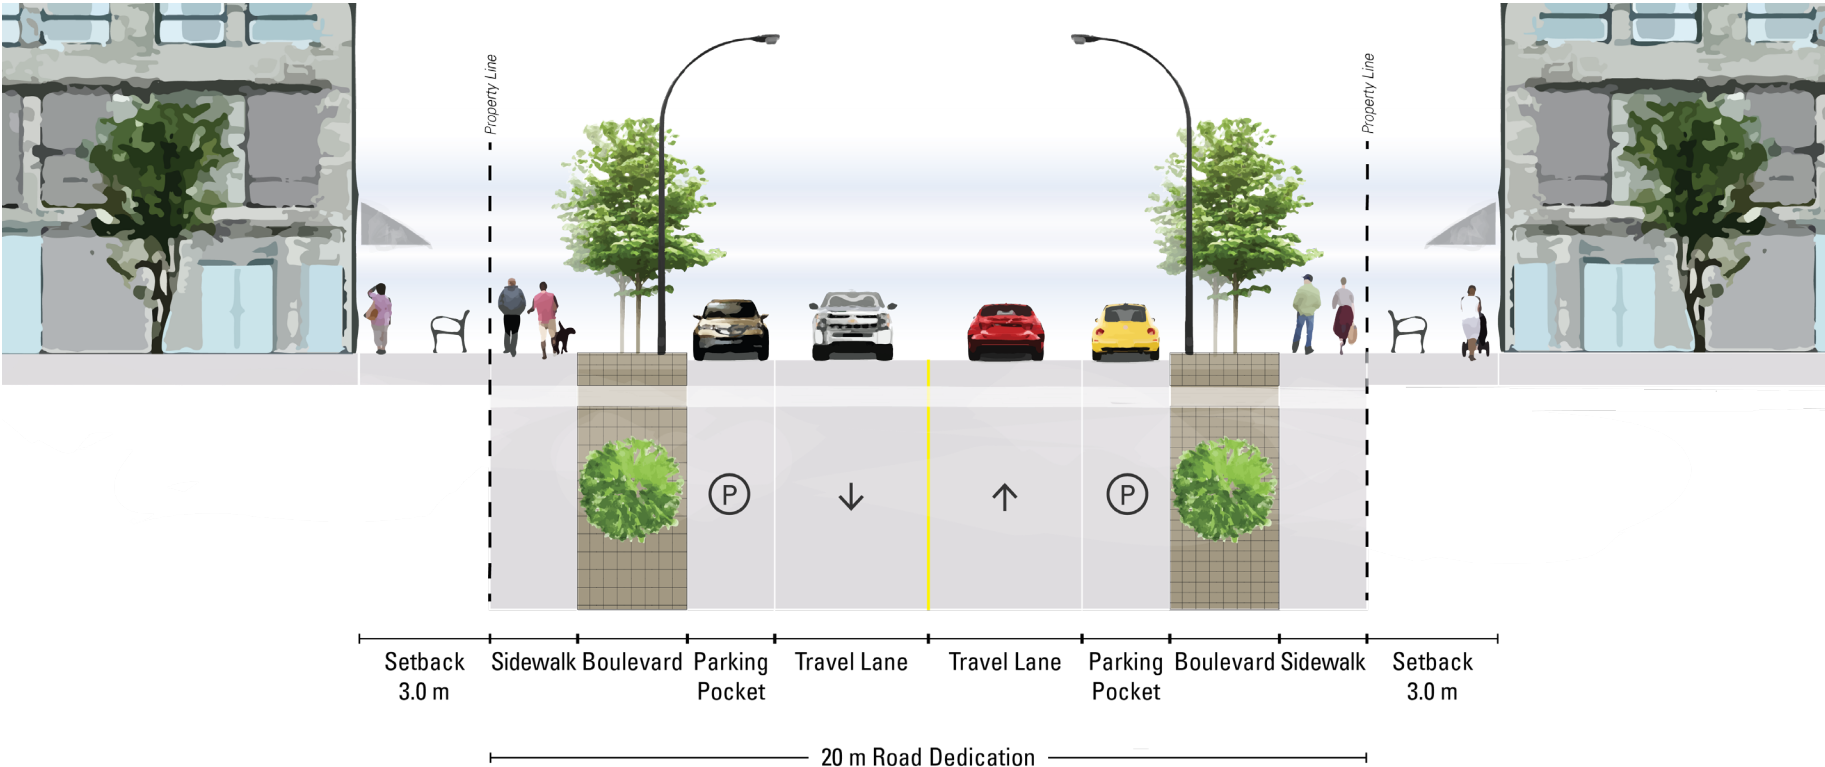 Property Line
Property Line
P
P
Setback
3.0 m
Sidewalk
Boulevard
Parking
Pocket
Travel Lane
Travel Lane
Parking
Pocket
Boulevard
Sidewalk
Setback
3.0 m
20 m Road Dedication